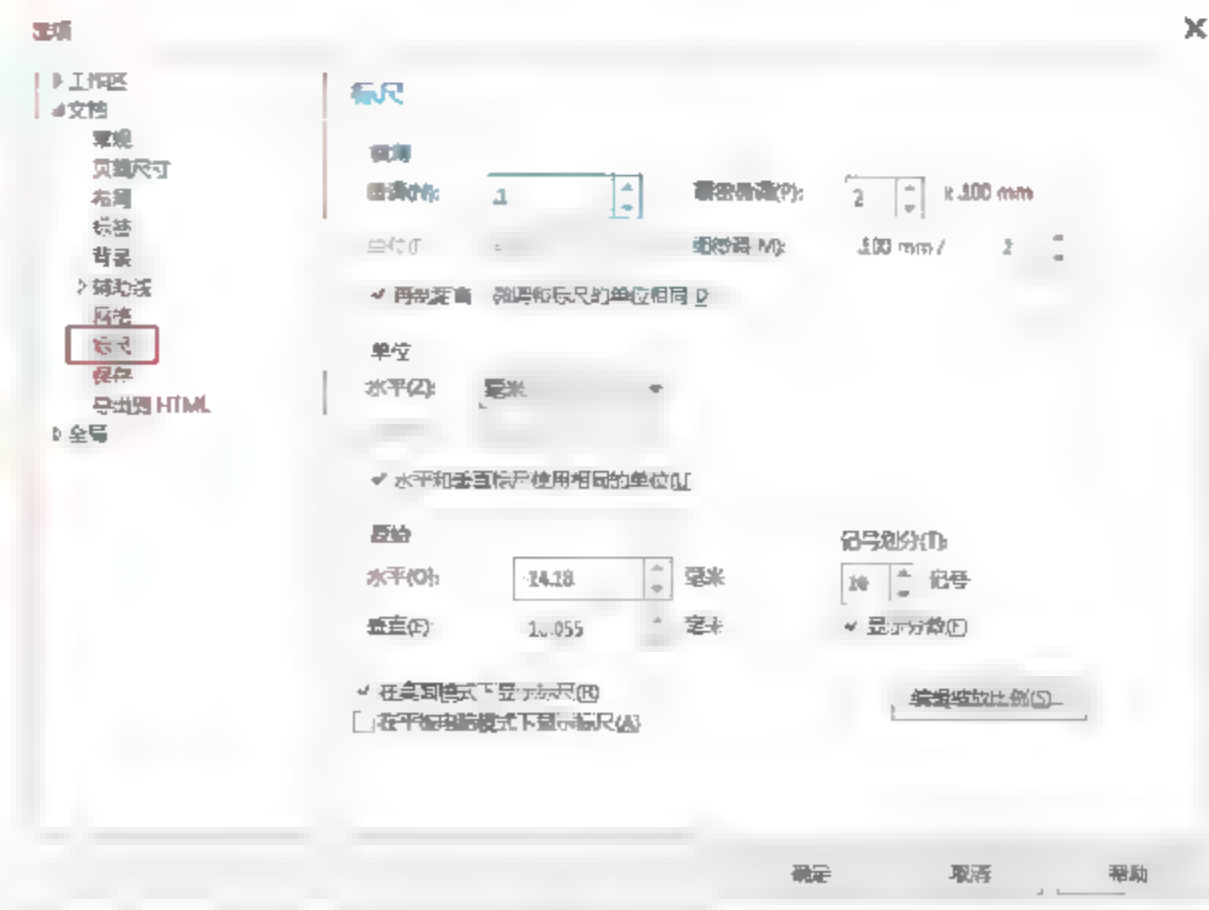 选项
工作区
文档
常规
页面尺寸
布局
标签
背景
辅助线
网格
标尺
保存
导出到 HTML
全局
标尺
微调
微调(N): .1 精密微调(P): 2 x .100 mm
单位(I 细微调 M): .100 mm / 2
再制距离 微调和标尺的单位相同 D
单位
水平(Z): 毫米
水平和垂直标尺使用相同的单位(U
原始
水平(O): 毫米
垂直(E): 毫米
记号划分(T):
10 记号
显示分数(F)
在桌面模式下显示标尺(R)
在平板电脑模式下显示标尺(A)
编辑缩放比例(S)...
确定 取消 帮助